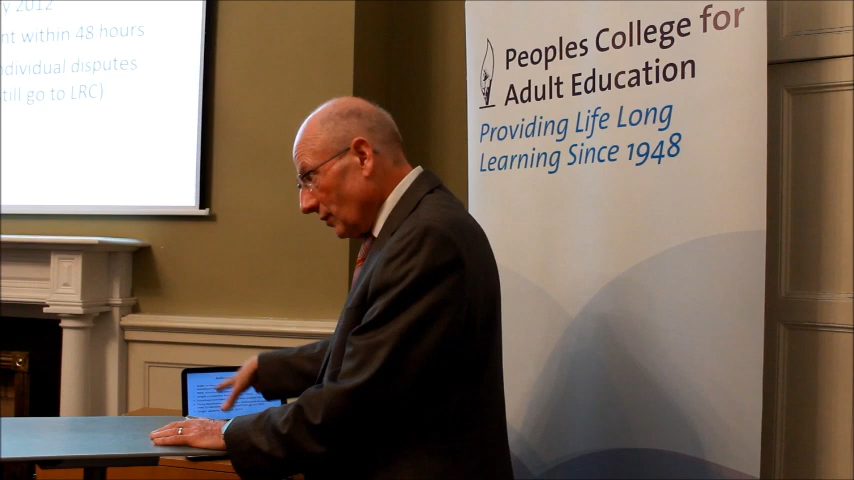 2012
nt within 48 hours
ndividual disputes
till go to LRC)
Peoples College for
Adult Education
Providing Life Long
Learning Since 1948